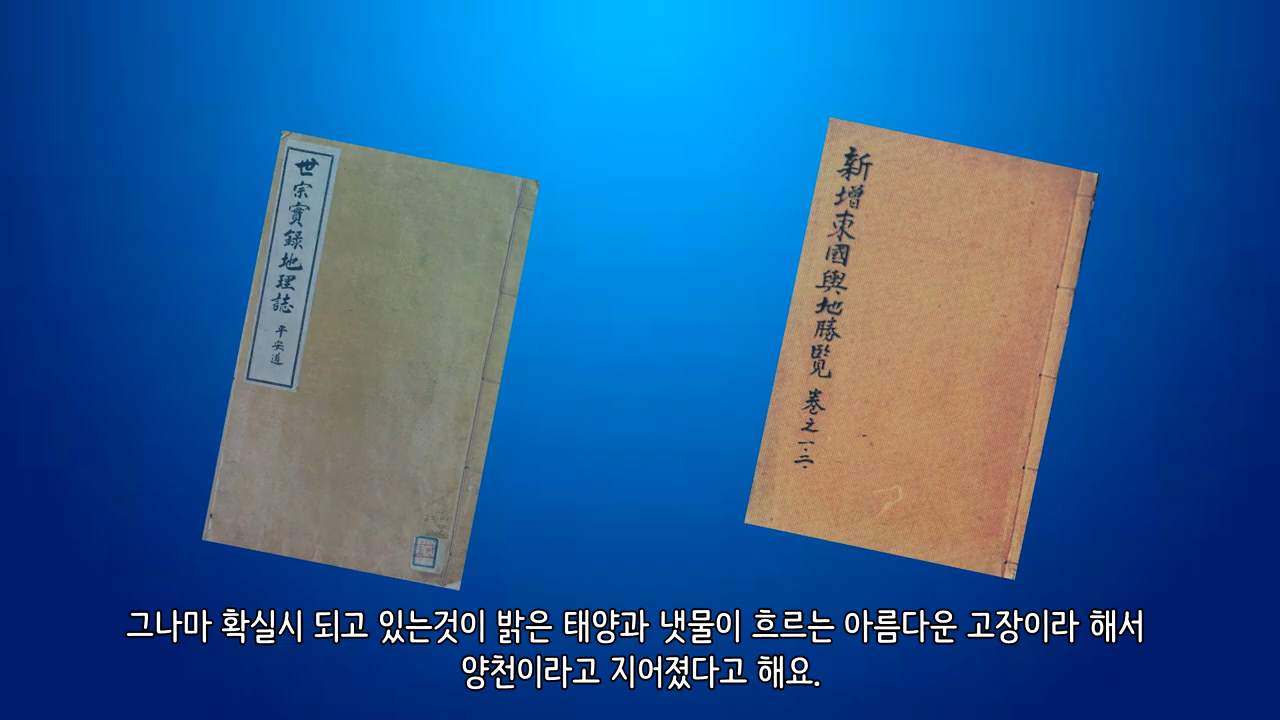 世宗實錄地理誌 平安道
新增東國輿地勝覽 卷之一·二
그나마 확실시 되고 있는것이 밝은 태양과 냇물이 흐르는 아름다운 고장이라 해서
양천이라고 지어졌다고 해요.